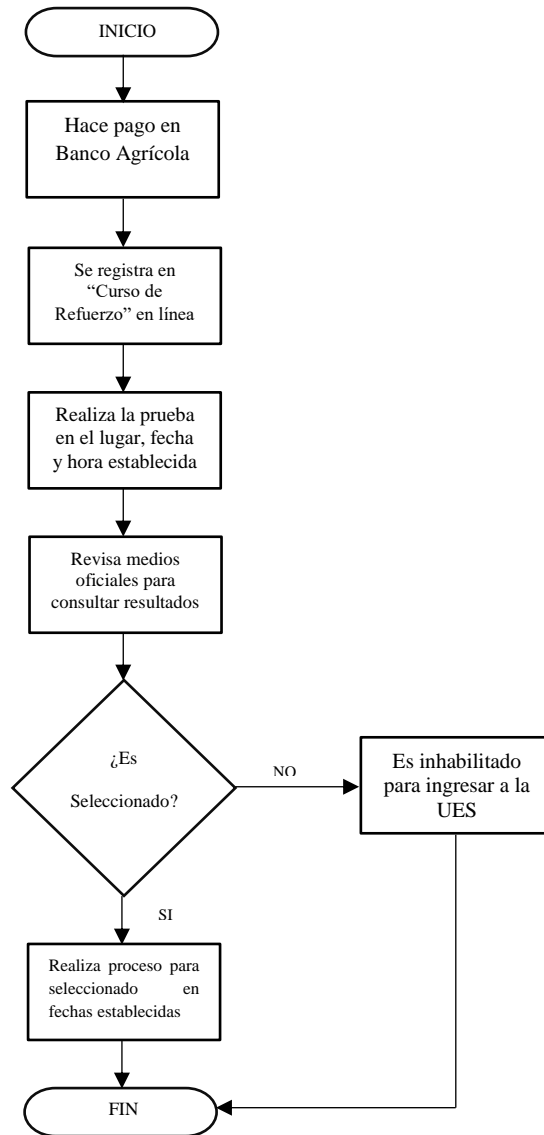 INICIO
Hace pago en
Banco Agrícola
Se registra en
“Curso de
Refuerzo” en línea
Realiza la prueba
en el lugar, fecha
y hora establecida
Revisa medios
oficiales para
consultar resultados
¿Es
Seleccionado?
NO
Es inhabilitado
para ingresar a la
UES
SI
Realiza proceso para
seleccionado en
fechas establecidas
FIN